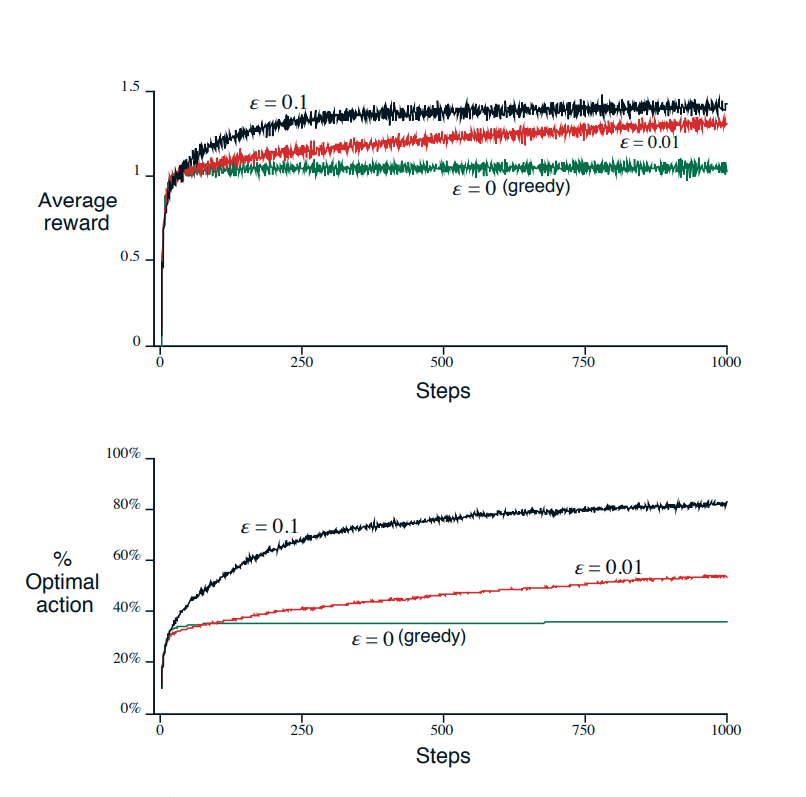 1.5
ε = 0.1
ε = 0.01
1
ε = 0 (greedy)
Average
reward
0.5
0
0
250
500
750
1000
Steps
100%
80%
ε = 0.1
60%
ε = 0.01
%
Optimal
action
40%
ε = 0 (greedy)
20%
0%
0
250
500
750
1000
Steps